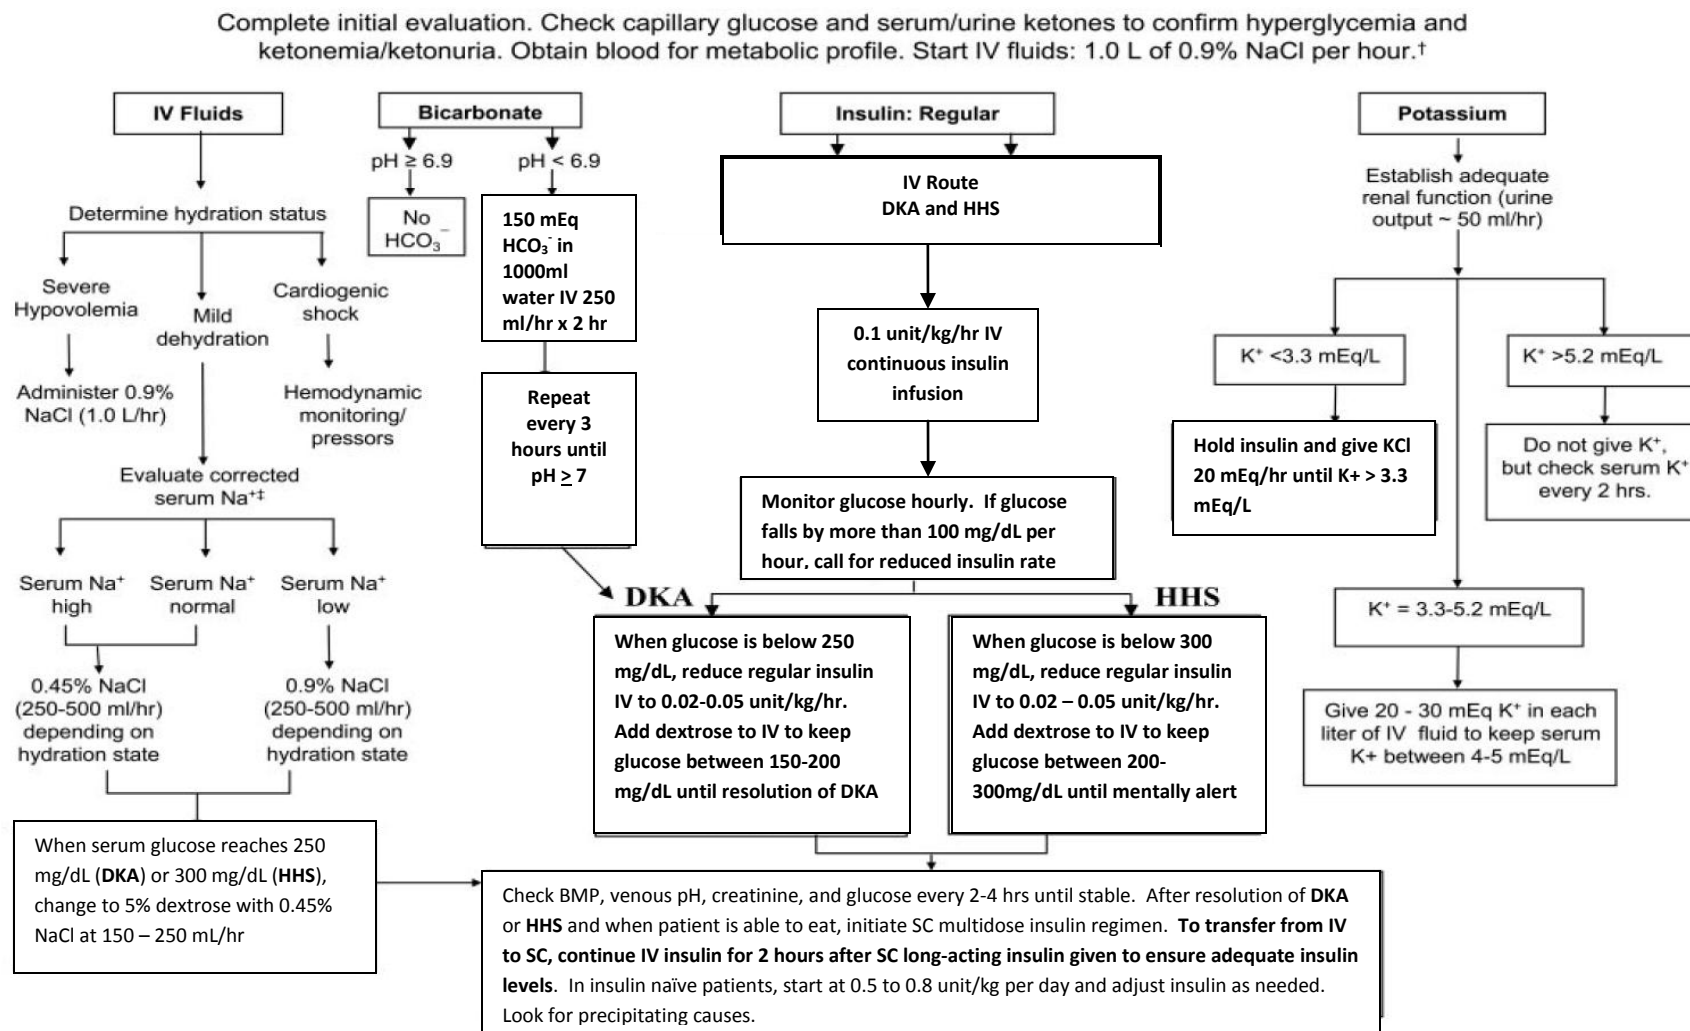 Complete initial evaluation. Check capillary glucose and serum/urine ketones to confirm hyperglycemia and
ketonemia/ketonuria. Obtain blood for metabolic profile. Start IV fluids: 1.0 L of 0.9% NaCl per hour.†
IV Fluids
Determine hydration status
Severe
Hypovolemia
Mild
dehydration
Cardiogenic
shock
Administer 0.9%
NaCl (1.0 L/hr)
Hemodynamic
monitoring/
pressors
Evaluate corrected
serum Na⁺‡
Serum Na⁺
high
Serum Na⁺
normal
Serum Na⁺
low
0.45% NaCl
(250-500 ml/hr)
depending on
hydration state
0.9% NaCl
(250-500 ml/hr)
depending on
hydration state
When serum glucose reaches 250
mg/dL (DKA) or 300 mg/dL (HHS),
change to 5% dextrose with 0.45%
NaCl at 150 – 250 mL/hr
Bicarbonate
pH ≥ 6.9
pH < 6.9
No
HCO₃⁻
150 mEq
HCO₃⁻ in
1000ml
water IV 250
ml/hr x 2 hr
Repeat
every 3
hours until
pH ≥ 7
Insulin: Regular
IV Route
DKA and HHS
0.1 unit/kg/hr IV
continuous insulin
infusion
Monitor glucose hourly. If glucose
falls by more than 100 mg/dL per
hour, call for reduced insulin rate
DKA
HHS
When glucose is below 250
mg/dL, reduce regular insulin
IV to 0.02-0.05 unit/kg/hr.
Add dextrose to IV to keep
glucose between 150-200
mg/dL until resolution of DKA
When glucose is below 300
mg/dL, reduce regular insulin
IV to 0.02 – 0.05 unit/kg/hr.
Add dextrose to IV to keep
glucose between 200-
300mg/dL until mentally alert
Potassium
Establish adequate
renal function (urine
output ~ 50 ml/hr)
K⁺ <3.3 mEq/L
K⁺ >5.2 mEq/L
Hold insulin and give KCl
20 mEq/hr until K+ > 3.3
mEq/L
Do not give K⁺,
but check serum K⁺
every 2 hrs.
K⁺ = 3.3-5.2 mEq/L
Give 20 - 30 mEq K⁺ in each
liter of IV fluid to keep serum
K+ between 4-5 mEq/L
Check BMP, venous pH, creatinine, and glucose every 2-4 hrs until stable. After resolution of DKA
or HHS and when patient is able to eat, initiate SC multidose insulin regimen. To transfer from IV
to SC, continue IV insulin for 2 hours after SC long-acting insulin given to ensure adequate insulin
levels. In insulin naïve patients, start at 0.5 to 0.8 unit/kg per day and adjust insulin as needed.
Look for precipitating causes.